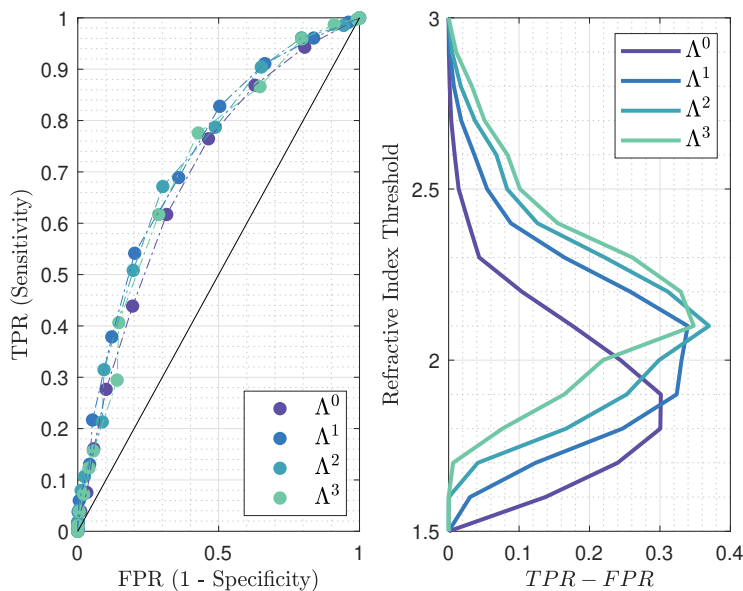 1
0.9
0.8
0.7
0.6
0.5
0.4
0.3
0.2
0.1
0
TPR (Sensitivity)
0 0.5 1
FPR (1 - Specificity)
Λ⁰
Λ¹
Λ²
Λ³
3
2.5
2
1.5
Refractive Index Threshold
0 0.1 0.2 0.3 0.4
TPR − FPR
Λ⁰
Λ¹
Λ²
Λ³